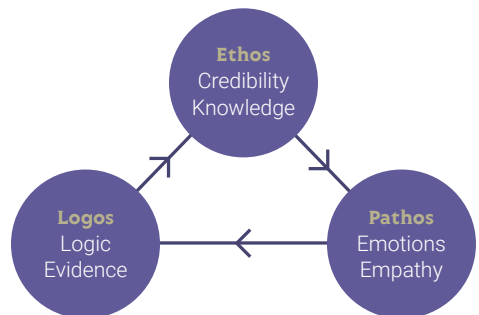 Ethos
Credibility
Knowledge
Logos
Logic
Evidence
Pathos
Emotions
Empathy